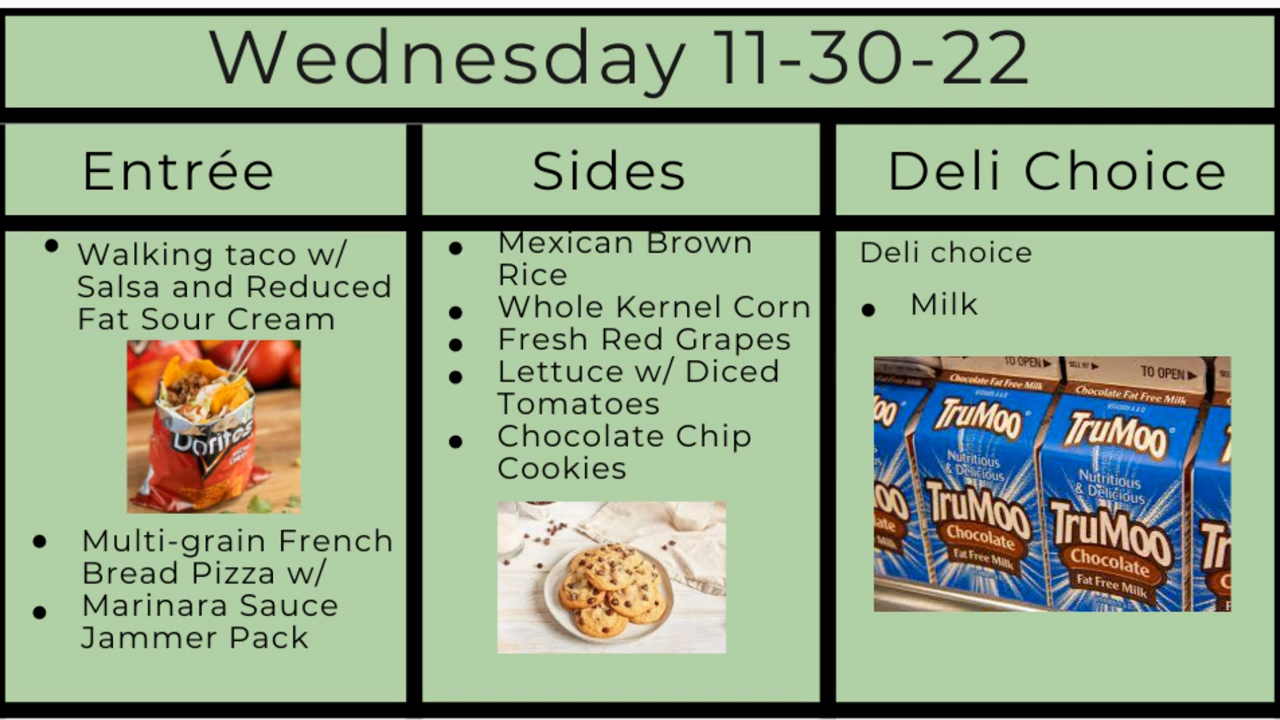 Wednesday 11-30-22
Entrée
Sides
Deli Choice
Walking taco w/
Salsa and Reduced
Fat Sour Cream
Doritos
Multi-grain French
Bread Pizza w/
Marinara Sauce
Jammer Pack
Mexican Brown
Rice
Whole Kernel Corn
Fresh Red Grapes
Lettuce w/ Diced
Tomatoes
Chocolate Chip
Cookies
Deli choice
Milk
TO OPEN
TO OPEN
Chocolate Fat Free Milk
Chocolate Fat Free Milk
TruMoo
TruMoo
Nutritious
& Delicious
Nutritious
& Delicious
TruMoo
Chocolate
Fat Free Milk
TruMoo
Chocolate
Fat Free Milk